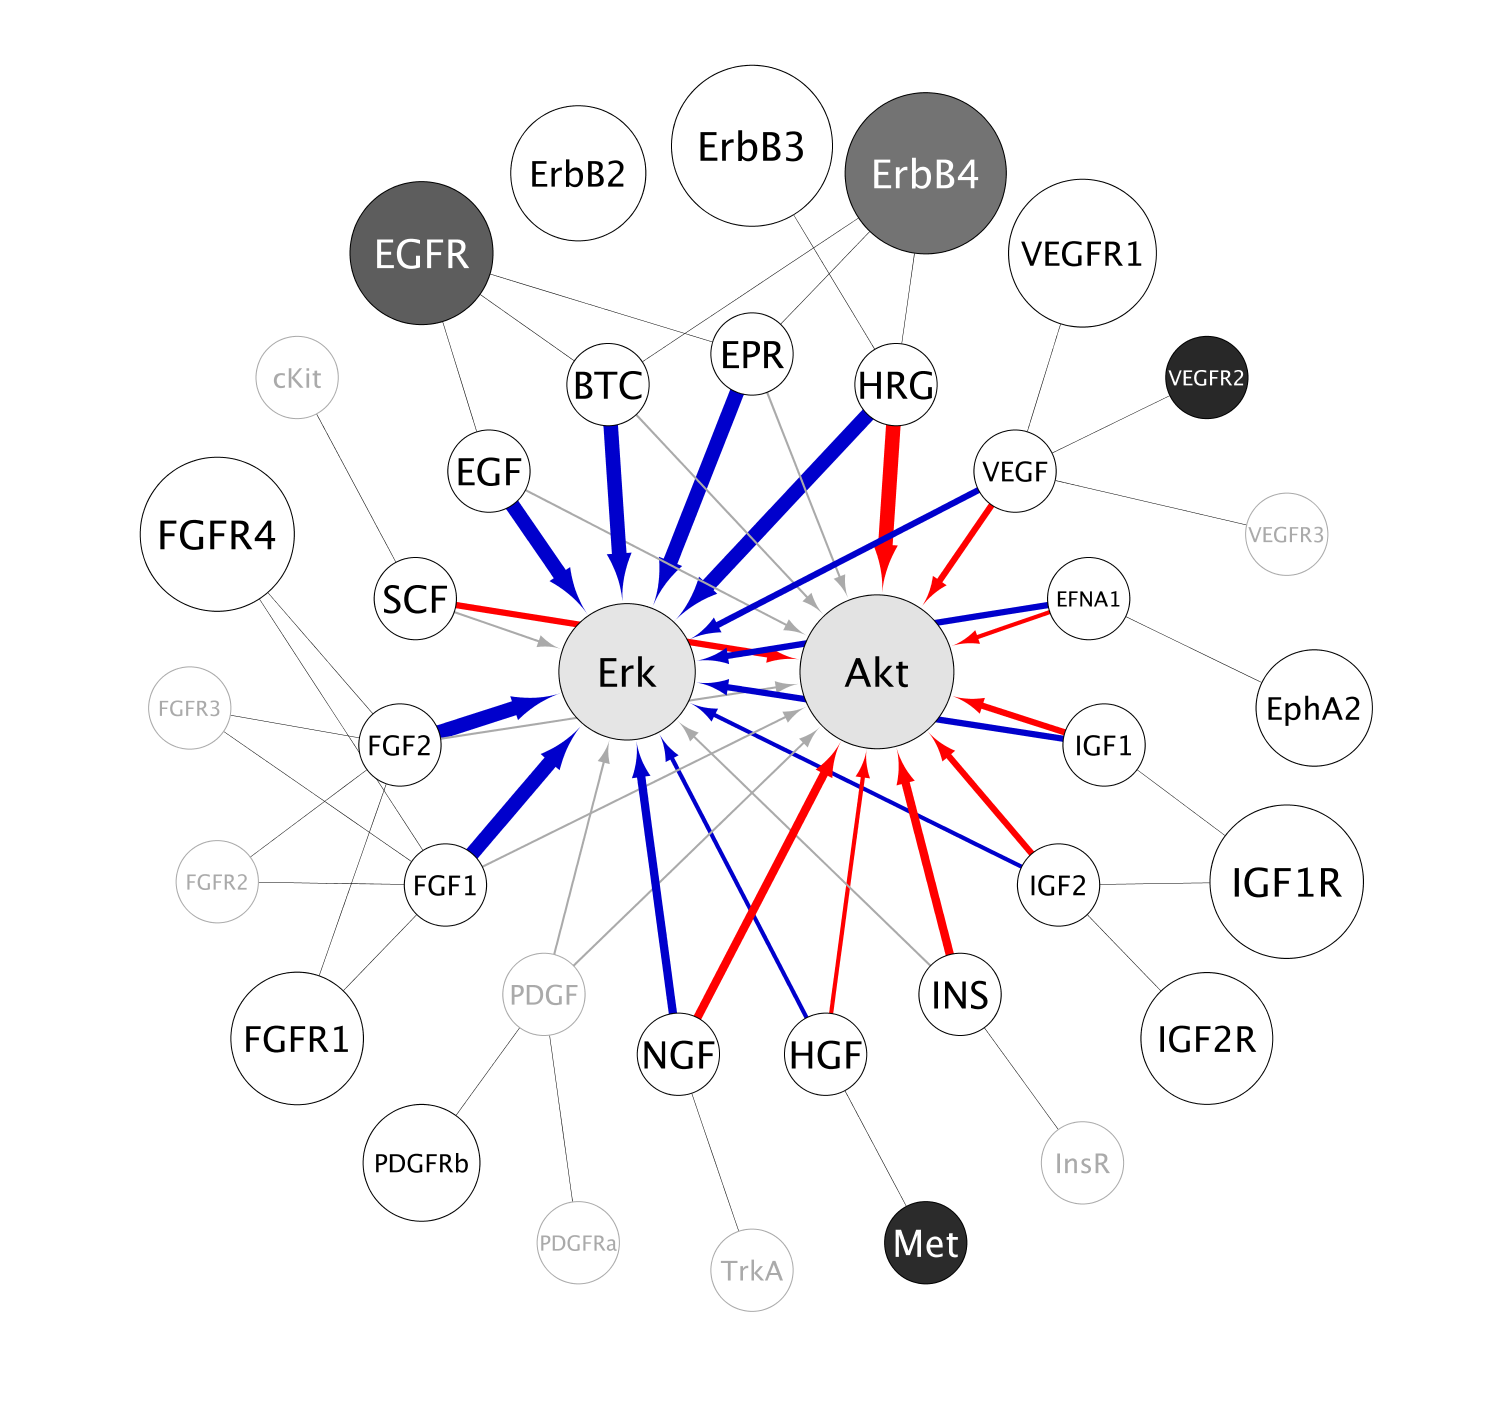 ErbB3
ErbB4
ErbB2
EGFR
VEGFR1
cKit
VEGFR2
EPR
BTC
HRG
EGF
VEGF
FGFR4
VEGFR3
SCF
EFNA1
Erk
Akt
FGFR3
EphA2
FGF2
IGF1
FGFR2
FGF1
IGF2
IGF1R
PDGF
INS
FGFR1
IGF2R
NGF
HGF
PDGFRb
InsR
PDGFRa
Met
TrkA